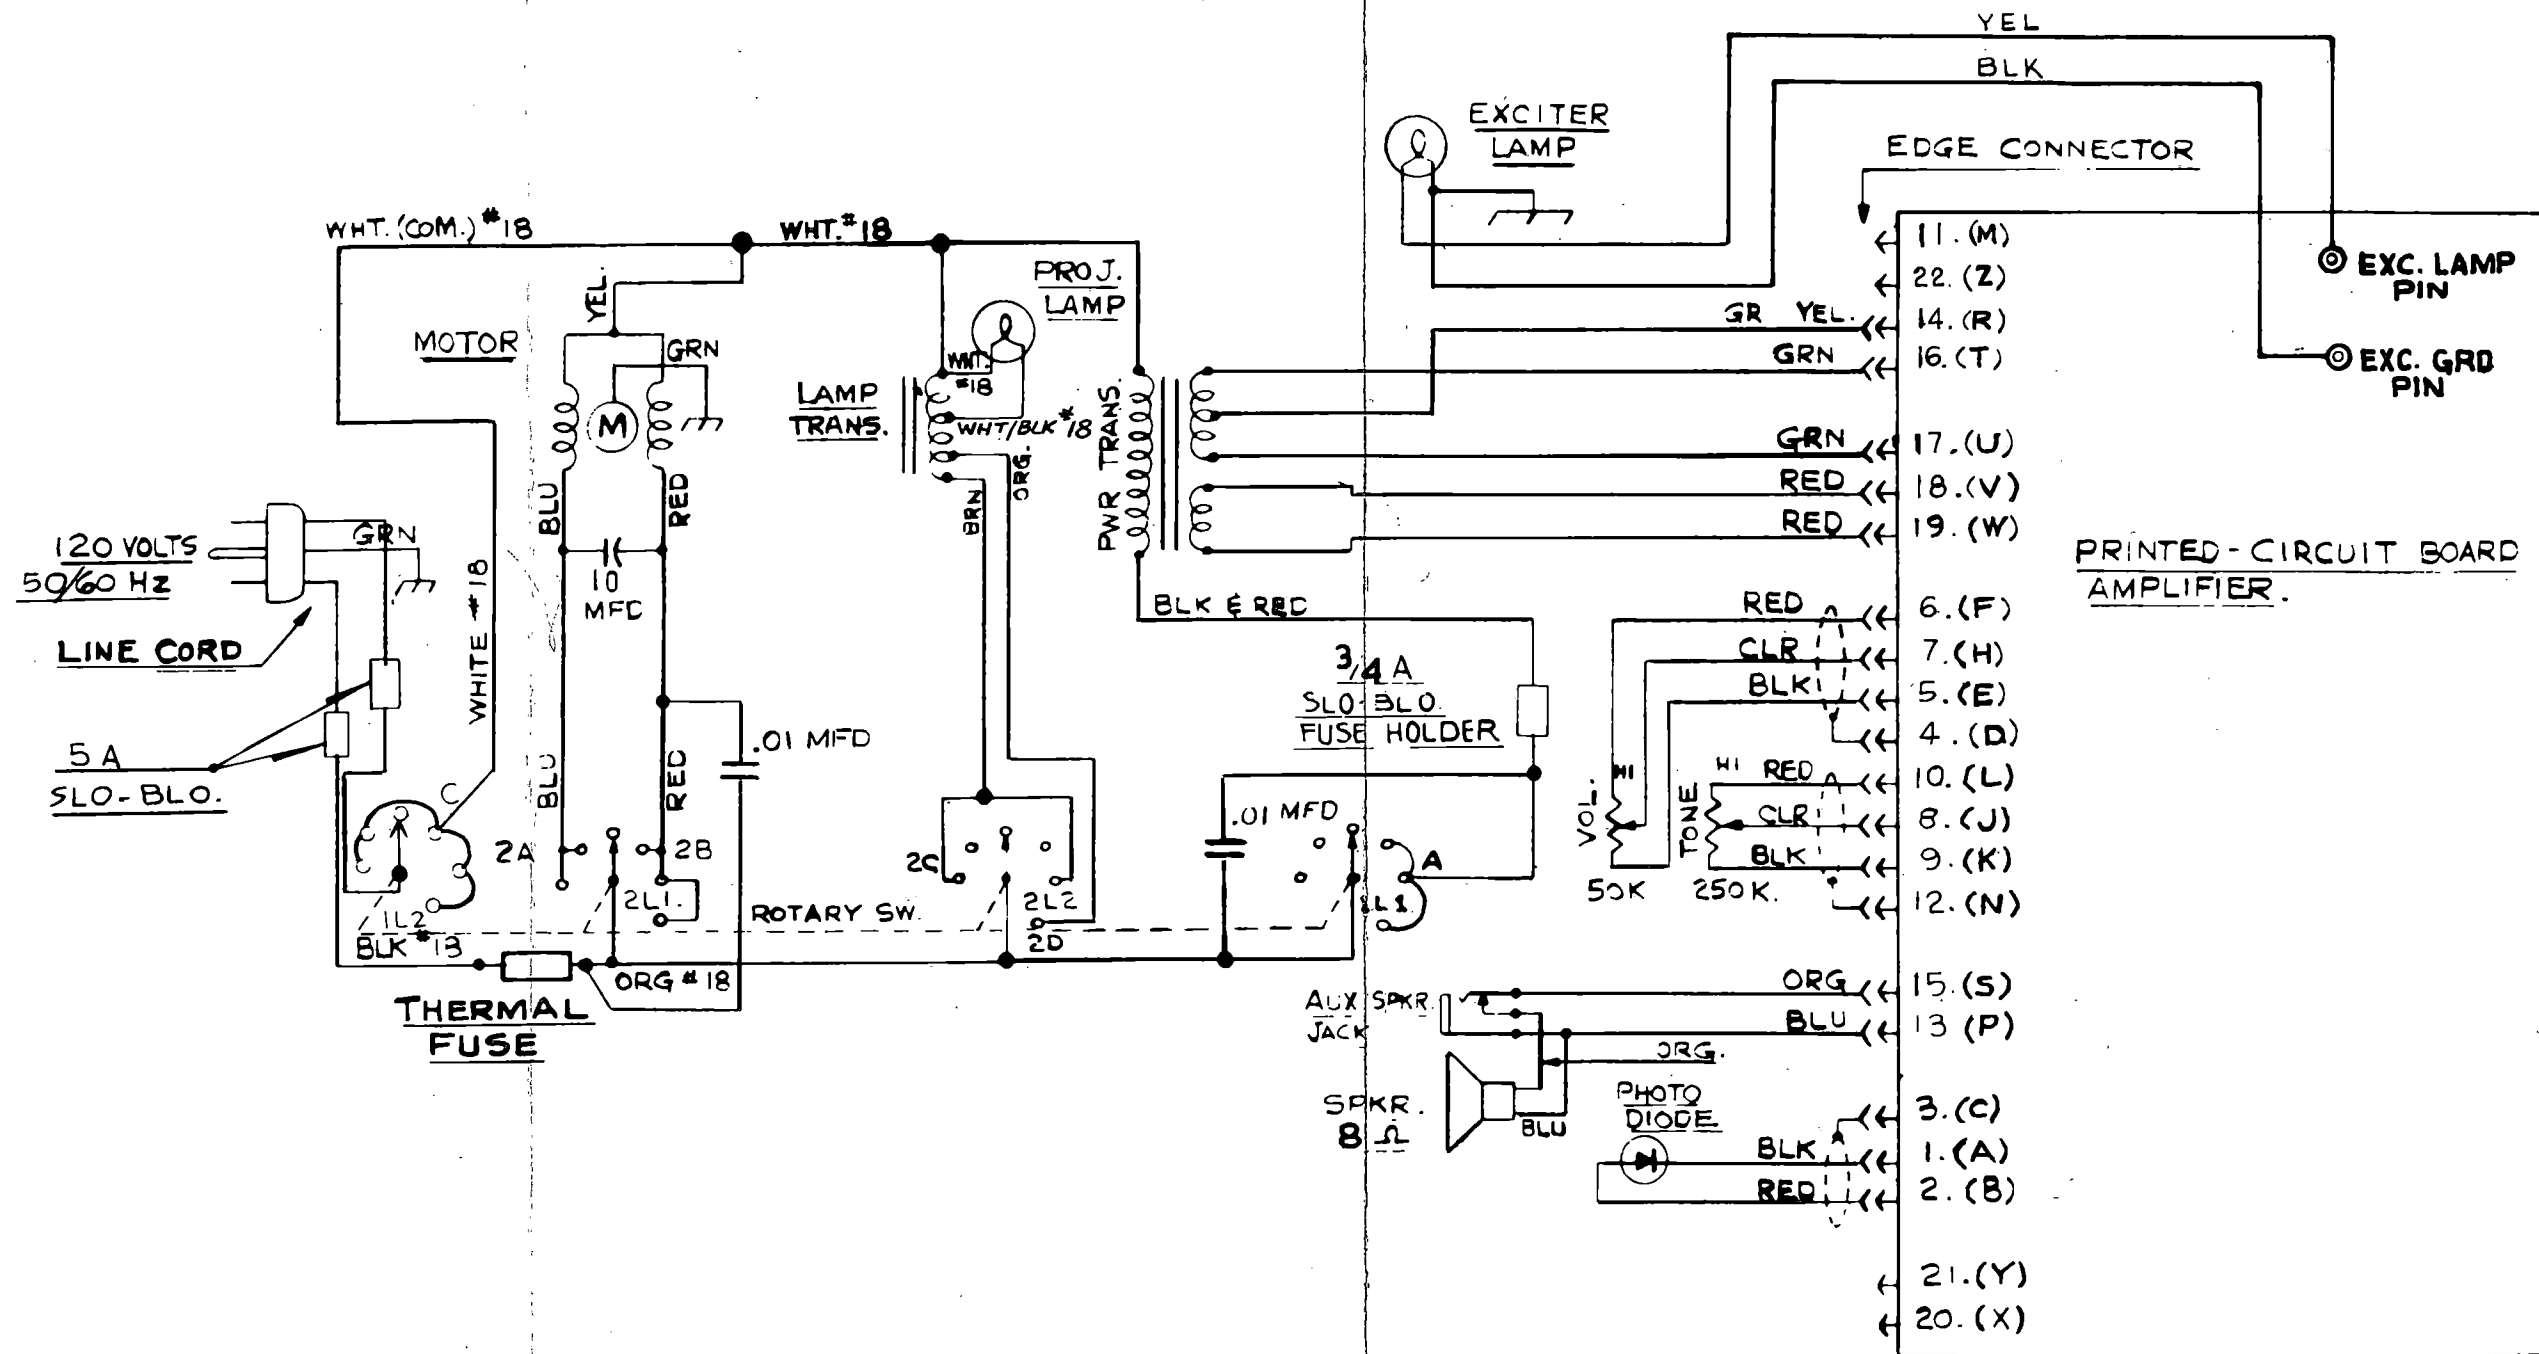 YEL
BLK
EXCITER
LAMP
EDGE CONNECTOR
WHT. (COM.) #18
WHT. #18
11. (M)
22. (Z)
EXC. LAMP
PIN
PROJ.
LAMP
YEL.
MOTOR
GRN
WHT.
#18
LAMP
TRANS.
WHT/BLK #18
ORG.
BRN
PWR TRANS.
GR YEL.
14. (R)
GRN
16. (T)
EXC. GRD
PIN
GRN
17. (U)
RED
18. (V)
RED
19. (W)
M
BLU
RED
120 VOLTS
50/60 Hz
GRN
LINE CORD
WHITE #18
10
MFD
PRINTED-CIRCUIT BOARD
AMPLIFIER.
BLK & RED
RED
6. (F)
CLR
7. (H)
BLK
5. (E)
4. (D)
3/4 A
SLO-BLO.
FUSE HOLDER
5 A
SLO-BLO.
BLU
RED
.01 MFD
.01 MFD
VOL.
HI
50K
TONE
HI
250K.
RED
10. (L)
CLR
8. (J)
BLK
9. (K)
12. (N)
C
1L2
2A
2B
2L1.
2C
2L2
2D
A
1L1
ROTARY SW.
BLK #18
ORG #18
THERMAL
FUSE
AUX SPKR.
JACK
ORG
15. (S)
BLU
13 (P)
ORG.
SPKR.
8 Ω
BLU
PHOTO
DIODE
3. (C)
BLK
1. (A)
RED
2. (B)
21. (Y)
20. (X)